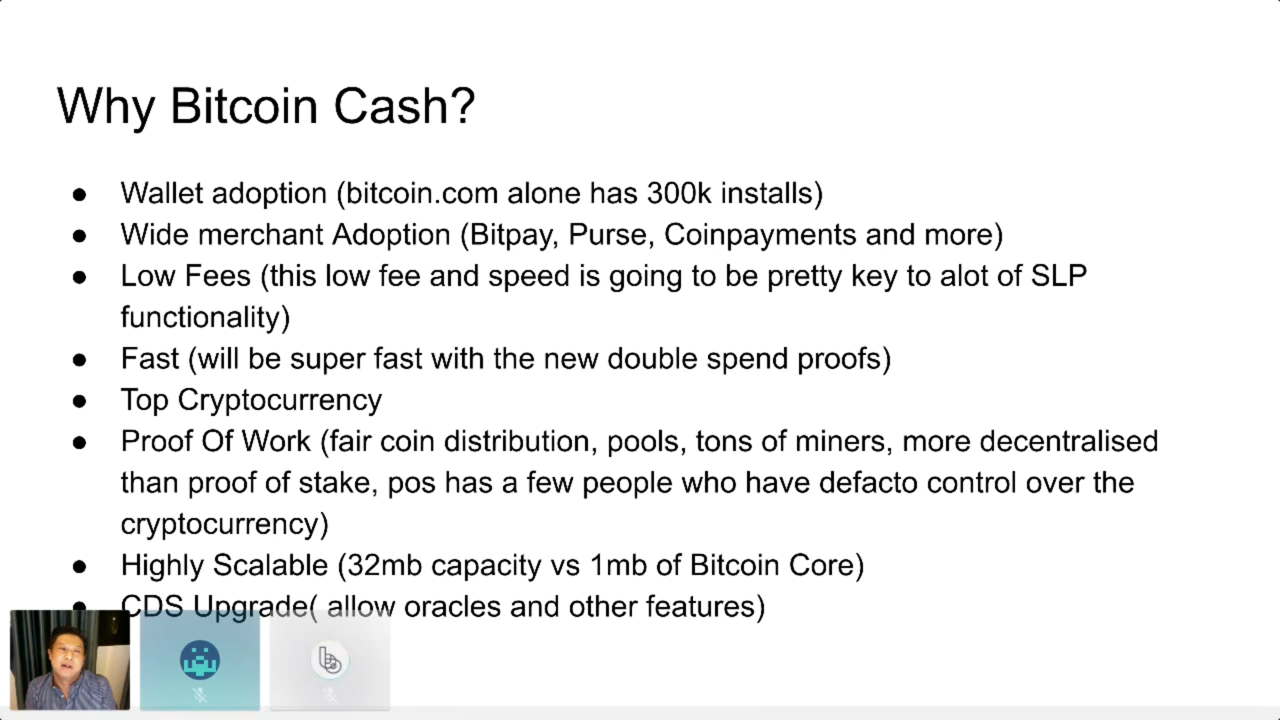 Why Bitcoin Cash?
● Wallet adoption (bitcoin.com alone has 300k installs)
● Wide merchant Adoption (Bitpay, Purse, Coinpayments and more)
● Low Fees (this low fee and speed is going to be pretty key to alot of SLP
functionality)
● Fast (will be super fast with the new double spend proofs)
● Top Cryptocurrency
● Proof Of Work (fair coin distribution, pools, tons of miners, more decentralised
than proof of stake, pos has a few people who have defacto control over the
cryptocurrency)
● Highly Scalable (32mb capacity vs 1mb of Bitcoin Core)
● CDS Upgrade( allow oracles and other features)